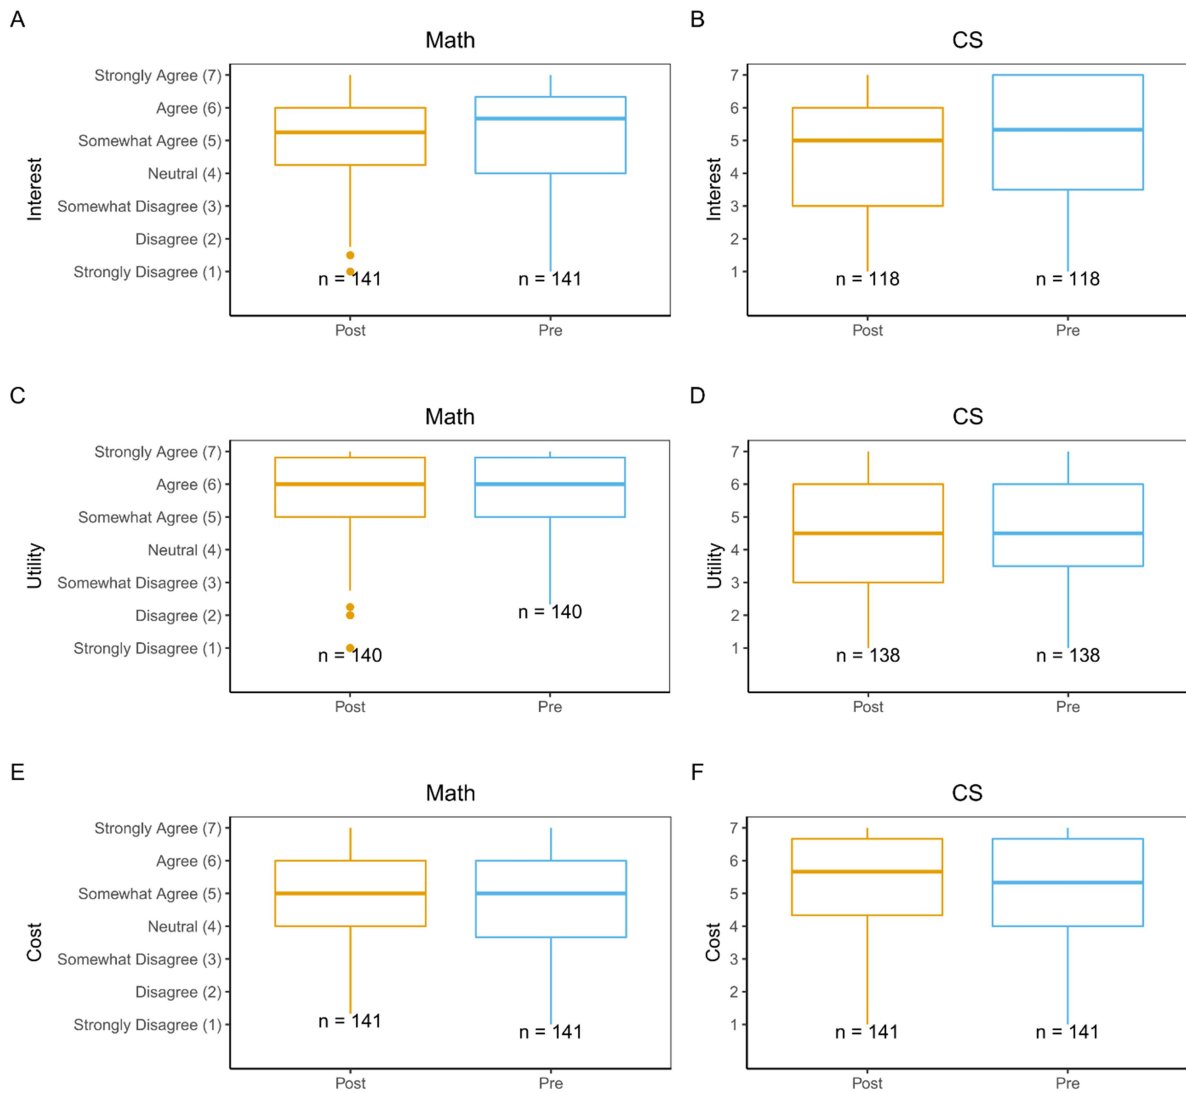 A
Math
Interest
Strongly Agree (7)
Agree (6)
Somewhat Agree (5)
Neutral (4)
Somewhat Disagree (3)
Disagree (2)
Strongly Disagree (1)
n = 141
n = 141
Post
Pre
B
CS
Interest
7
6
5
4
3
2
1
n = 118
n = 118
Post
Pre
C
Math
Utility
Strongly Agree (7)
Agree (6)
Somewhat Agree (5)
Neutral (4)
Somewhat Disagree (3)
Disagree (2)
Strongly Disagree (1)
n = 140
n = 140
Post
Pre
D
CS
Utility
7
6
5
4
3
2
1
n = 138
n = 138
Post
Pre
E
Math
Cost
Strongly Agree (7)
Agree (6)
Somewhat Agree (5)
Neutral (4)
Somewhat Disagree (3)
Disagree (2)
Strongly Disagree (1)
n = 141
n = 141
Post
Pre
F
CS
Cost
7
6
5
4
3
2
1
n = 141
n = 141
Post
Pre